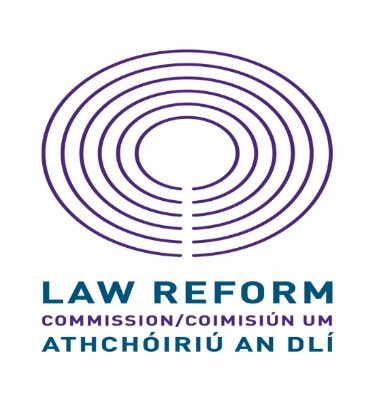 LAW REFORM
COMMISSION/COIMISIÚN UM
ATHCHÓIRIÚ AN DLÍ